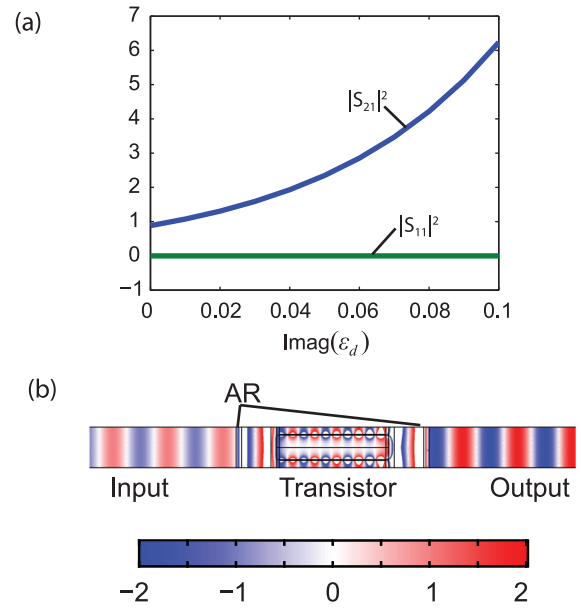 (a)
7
6
5
4
3
2
1
0
−1
|S21|²
|S11|²
0 0.02 0.04 0.06 0.08 0.1
Imag(εd)
(b)
AR
Input Transistor Output
−2 −1 0 1 2